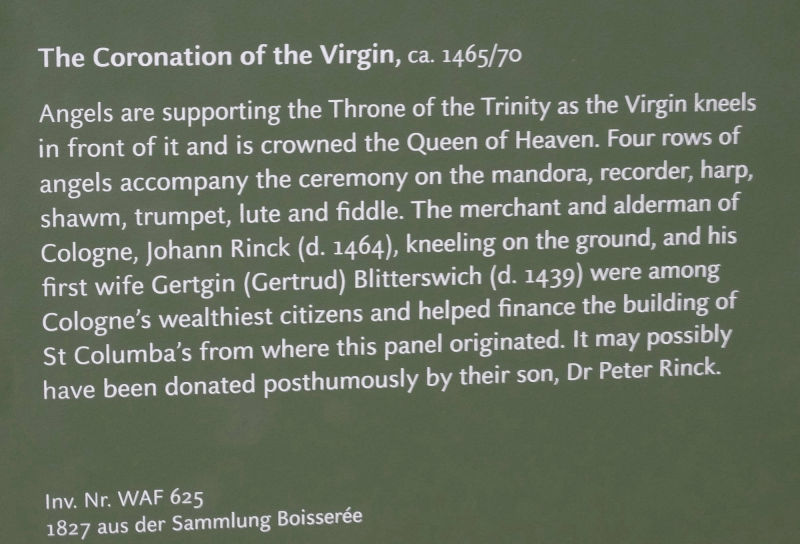 The Coronation of the Virgin, ca. 1465/70
Angels are supporting the Throne of the Trinity as the Virgin kneels
in front of it and is crowned the Queen of Heaven. Four rows of
angels accompany the ceremony on the mandora, recorder, harp,
shawm, trumpet, lute and fiddle. The merchant and alderman of
Cologne, Johann Rinck (d. 1464), kneeling on the ground, and his
first wife Gertgin (Gertrud) Blitterswich (d. 1439) were among
Cologne's wealthiest citizens and helped finance the building of
St Columba's from where this panel originated. It may possibly
have been donated posthumously by their son, Dr Peter Rinck.
Inv. Nr. WAF 625
1827 aus der Sammlung Boisserée